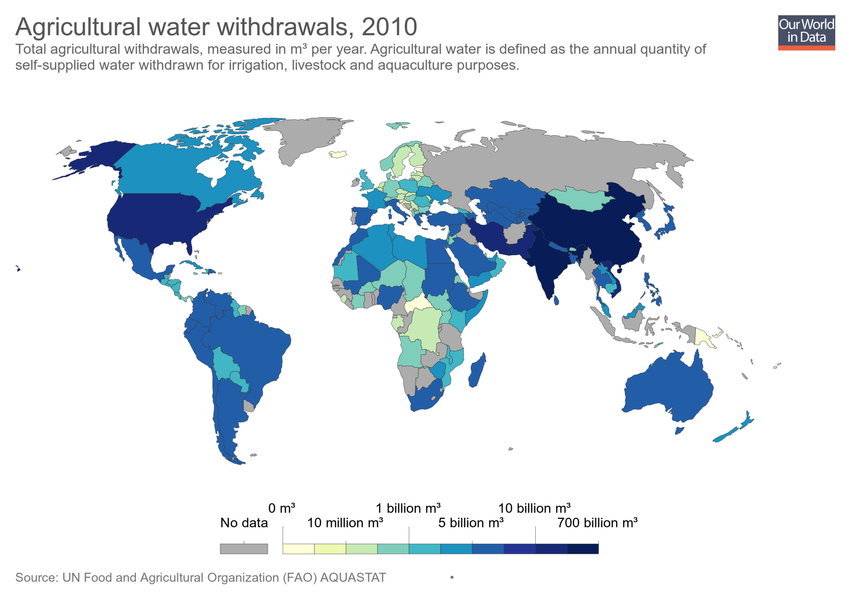 Agricultural water withdrawals, 2010
Our World
in Data
Total agricultural withdrawals, measured in m³ per year. Agricultural water is defined as the annual quantity of
self-supplied water withdrawn for irrigation, livestock and aquaculture purposes.
0 m³ 1 billion m³ 10 billion m³
No data 10 million m³ 5 billion m³ 700 billion m³
Source: UN Food and Agricultural Organization (FAO) AQUASTAT •